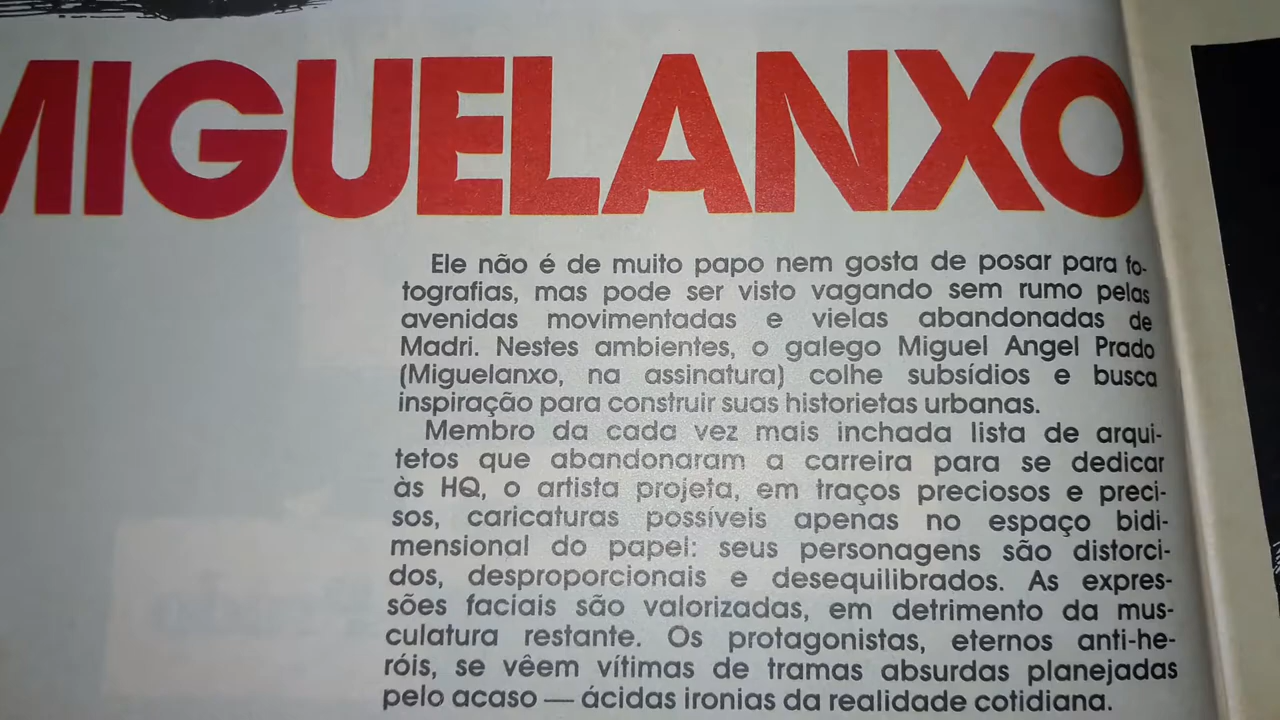 MIGUELANXO
Ele não é de muito papo nem gosta de posar para fo-
tografias, mas pode ser visto vagando sem rumo pelas
avenidas movimentadas e vielas abandonadas de
Madri. Nestes ambientes, o galego Miguel Angel Prado
(Miguelanxo, na assinatura) colhe subsídios e busca
inspiração para construir suas historietas urbanas.
Membro da cada vez mais inchada lista de arqui-
tetos que abandonaram a carreira para se dedicar
às HQ, o artista projeta, em traços preciosos e preci-
sos, caricaturas possíveis apenas no espaço bidi-
mensional do papel: seus personagens são distorci-
dos, desproporcionais e desequilibrados. As expres-
sões faciais são valorizadas, em detrimento da mus-
culatura restante. Os protagonistas, eternos anti-he-
róis, se vêem vítimas de tramas absurdas planejadas
pelo acaso — ácidas ironias da realidade cotidiana.